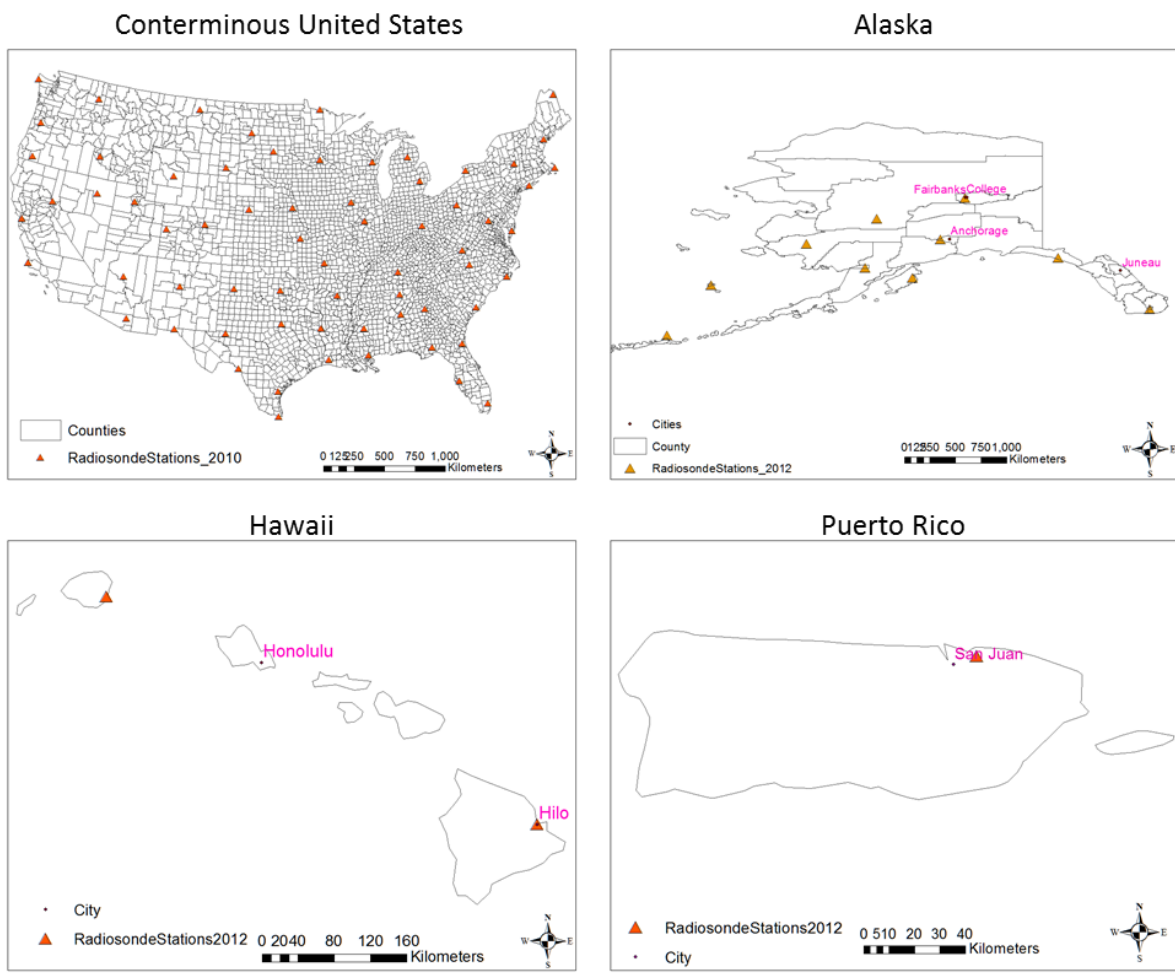 Conterminous United States
Counties
RadiosondeStations_2010
0 125250 500 750 1,000
Kilometers
N
W E
S
Alaska
FairbanksCollege
Anchorage
Juneau
Cities
County
RadiosondeStations_2012
0125250 500 7501,000
Kilometers
N
W E
S
Hawaii
Honolulu
Hilo
City
RadiosondeStations2012
0 2040 80 120 160
Kilometers
N
W E
S
Puerto Rico
San Juan
RadiosondeStations2012
City
0 510 20 30 40
Kilometers
N
W E
S